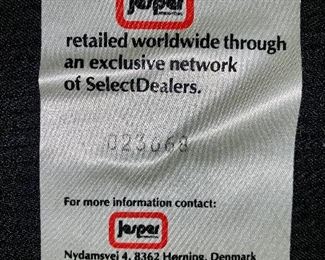 jesper
retailed worldwide through
an exclusive network
of SelectDealers.
023668
For more information contact:
jesper
Nydamsvej 4, 8362 Hørning, Denmark